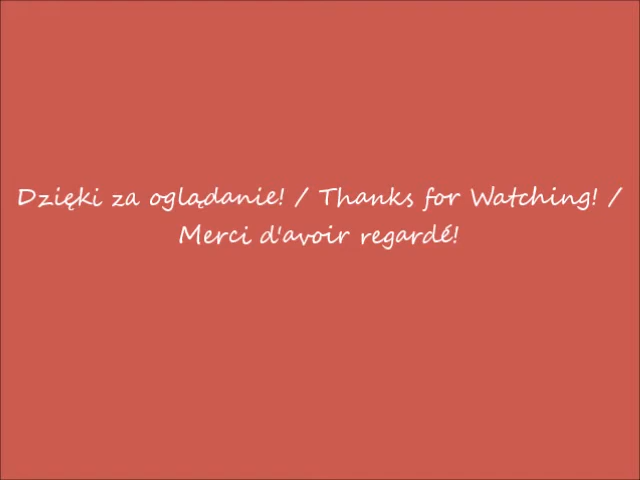 Dzięki za oglądanie! / Thanks for Watching! /
Merci d'avoir regardé!